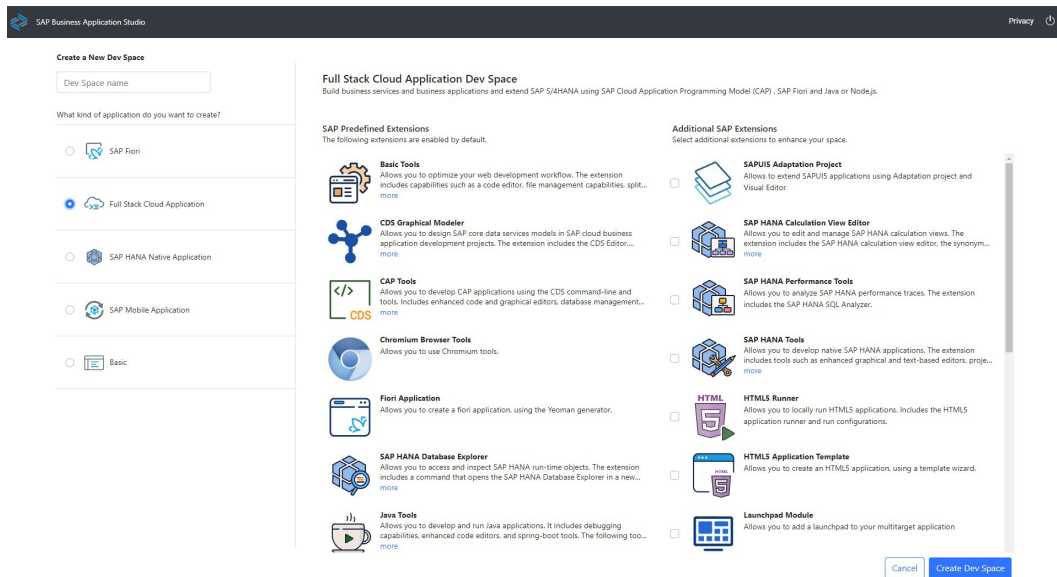 SAP Business Application Studio
Privacy
Create a New Dev Space
Dev Space name
What kind of application do you want to create?
SAP Fiori
Full Stack Cloud Application
SAP HANA Native Application
SAP Mobile Application
Basic
Full Stack Cloud Application Dev Space
Build business services and business applications and extend SAP S/4HANA using SAP Cloud Application Programming Model (CAP) , SAP Fiori and Java or Node.js.
SAP Predefined Extensions
The following extensions are enabled by default.
Basic Tools
Allows you to optimize your web development workflow. The extension
includes capabilities such as a code editor, file management capabilities, split...
more
CDS Graphical Modeler
Allows you to design SAP core data services models in SAP cloud business
application development projects. The extension includes the CDS Editor,...
more
</>
CDS
CAP Tools
Allows you to develop CAP applications using the CDS command-line and
tools. Includes enhanced code and graphical editors, database management...
more
Chromium Browser Tools
Allows you to use Chromium tools.
Fiori Application
Allows you to create a fiori application, using the Yeoman generator.
SAP HANA Database Explorer
Allows you to access and inspect SAP HANA run-time objects. The extension
includes a command that opens the SAP HANA Database Explorer in a new...
more
Java Tools
Allows you to develop and run Java applications. It includes debugging
capabilities, enhanced code editors, and spring-boot tools. The following too...
more
Additional SAP Extensions
Select additional extensions to enhance your space.
SAPUI5 Adaptation Project
Allows to extend SAPUI5 applications using Adaptation project and
Visual Editor
SAP HANA Calculation View Editor
Allows you to edit and manage SAP HANA calculation views. The
extension includes the SAP HANA calculation view editor, the synonym...
more
SAP HANA Performance Tools
Allows you to analyze SAP HANA performance traces. The extension
includes the SAP HANA SQL Analyzer.
SAP HANA Tools
Allows you to develop native SAP HANA applications. The extension
includes tools such as enhanced graphical and text-based editors, proje...
more
HTML
5
HTML5 Runner
Allows you to locally run HTML5 applications. Includes the HTML5
application runner and run configurations.
HTML
5
HTML5 Application Template
Allows you to create an HTML5 application, using a template wizard.
Launchpad Module
Allows you to add a launchpad to your multitarget application
Cancel
Create Dev Space